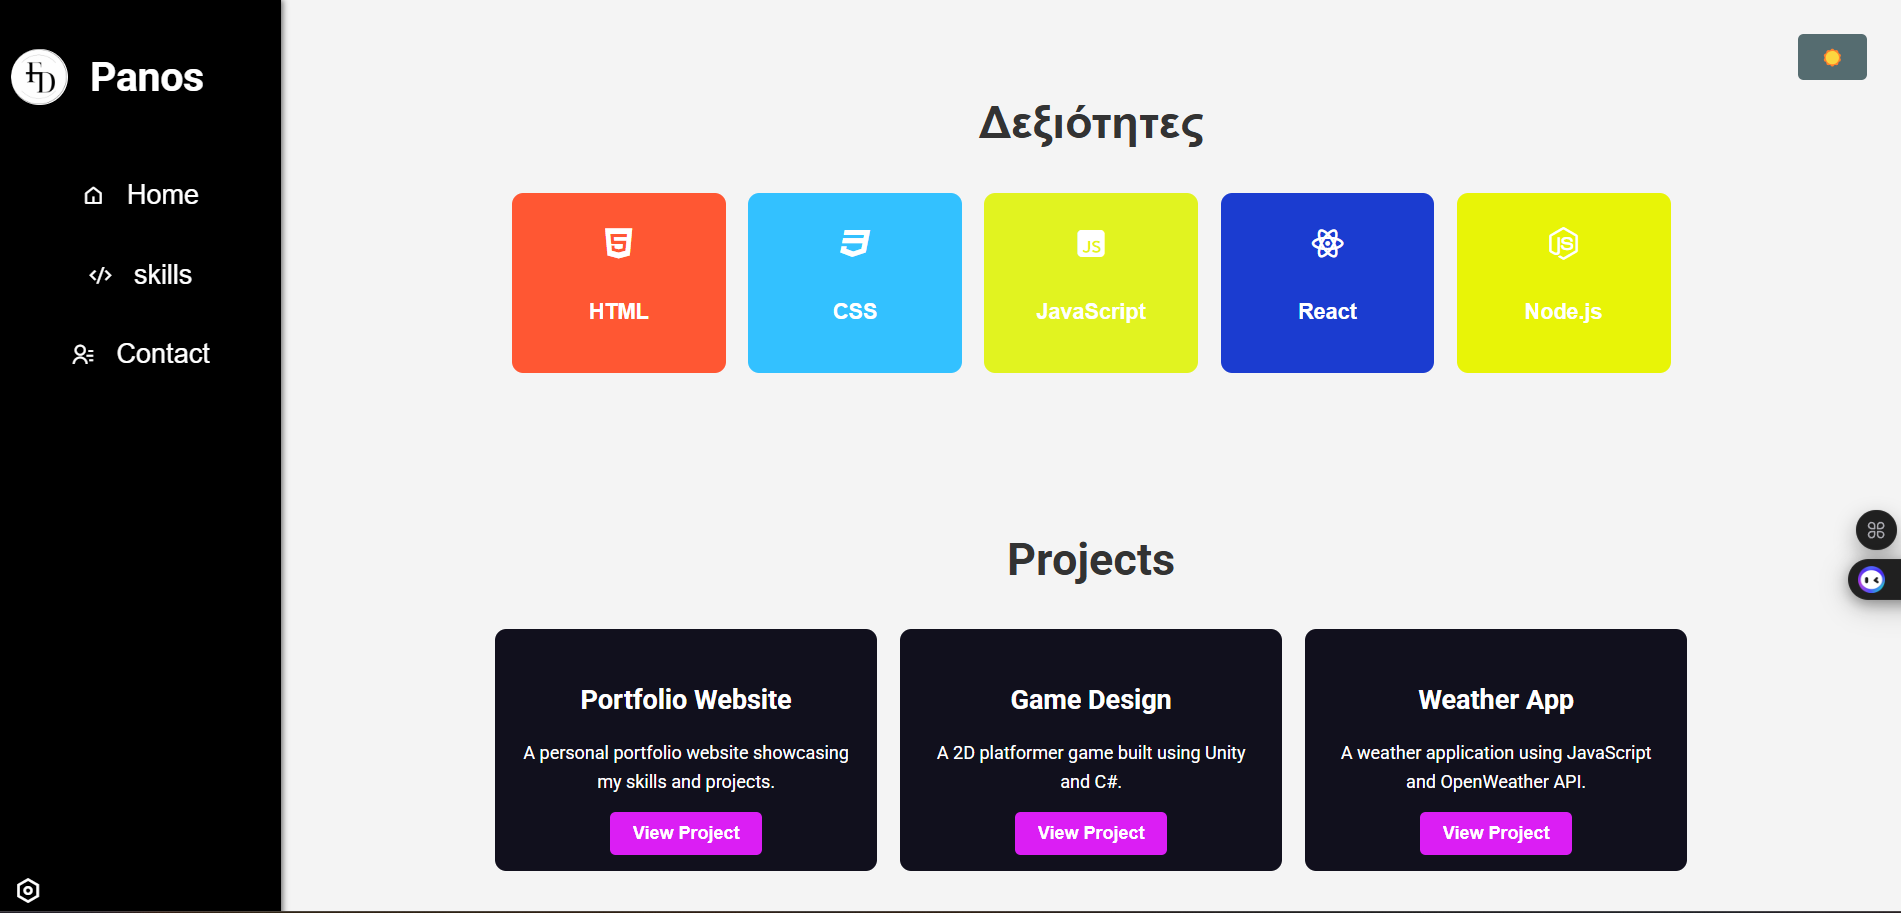 FD
Panos
Home
skills
Contact
Δεξιότητες
HTML
CSS
JS
JavaScript
React
JS
Node.js
Projects
Portfolio Website
A personal portfolio website showcasing
my skills and projects.
View Project
Game Design
A 2D platformer game built using Unity
and C#.
View Project
Weather App
A weather application using JavaScript
and OpenWeather API.
View Project